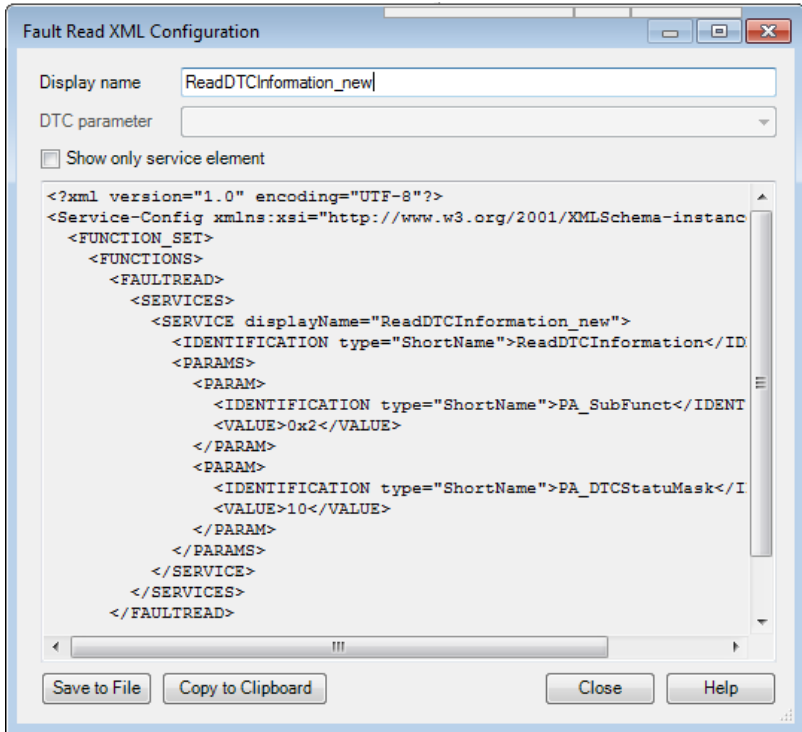 Fault Read XML Configuration
Display name ReadDTCInformation_new
DTC parameter
Show only service element
<?xml version="1.0" encoding="UTF-8"?>
<Service-Config xmlns:xsi="http://www.w3.org/2001/XMLSchema-instanc
<FUNCTION_SET>
<FUNCTIONS>
<FAULTREAD>
<SERVICES>
<SERVICE displayName="ReadDTCInformation_new">
<IDENTIFICATION type="ShortName">ReadDTCInformation</ID
<PARAMS>
<PARAM>
<IDENTIFICATION type="ShortName">PA_SubFunct</IDENT
<VALUE>0x2</VALUE>
</PARAM>
<PARAM>
<IDENTIFICATION type="ShortName">PA_DTCStatuMask</I
<VALUE>10</VALUE>
</PARAM>
</PARAMS>
</SERVICE>
</SERVICES>
</FAULTREAD>
Save to File Copy to Clipboard Close Help